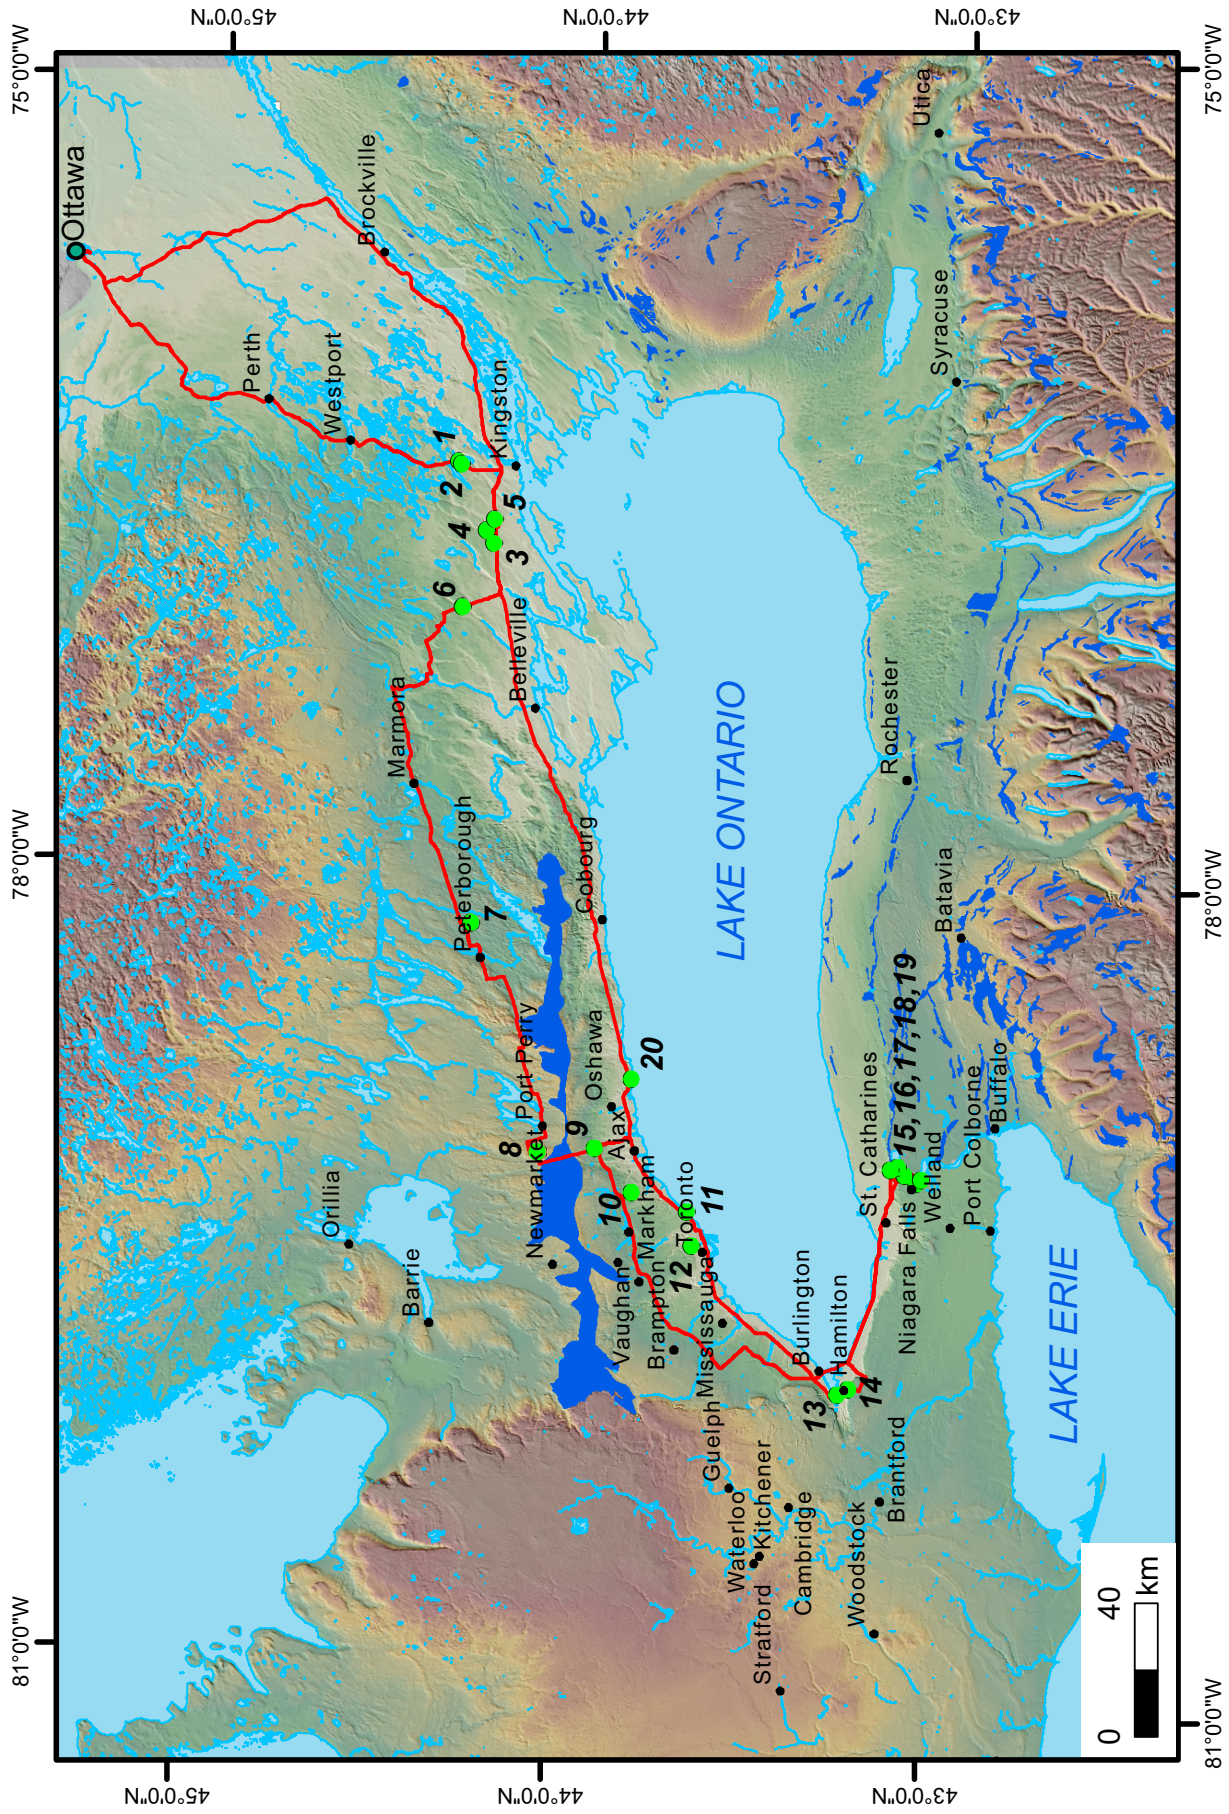 81°0'0"W
78°0'0"W
75°0'0"W
45°0'0"N
44°0'0"N
43°0'0"N
45°0'0"N
44°0'0"N
43°0'0"N
81°0'0"W
78°0'0"W
75°0'0"W
Ottawa
Perth
Westport
Brockville
Kingston
1
2
4
5
3
6
Belleville
Marmora
Peterborough
7
Cobourg
Port Perry
8
Newmarket
9
Oshawa
20
Ajax
10
Markham
Orillia
Barrie
Vaughan
Brampton
Toronto
11
12
Mississauga
Burlington
Hamilton
13
14
Guelph
Waterloo
Kitchener
Cambridge
Stratford
Woodstock
Brantford
St. Catharines
15,16,17,18,19
Niagara Falls
Welland
Port Colborne
Buffalo
Batavia
Rochester
Syracuse
Utica
LAKE ONTARIO
LAKE ERIE
0
40
km